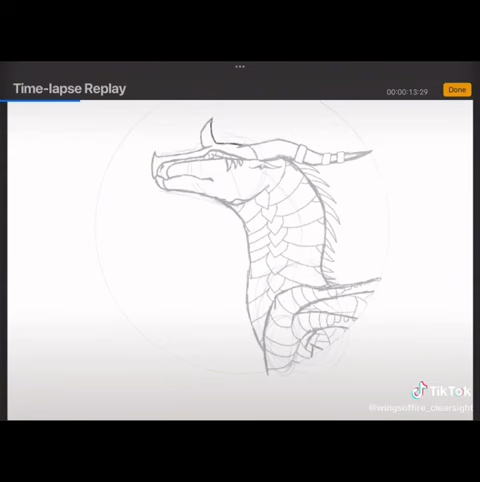 Time-lapse Replay
00:00:13:29
Done
TikTok
@wingsoffire_clearsight